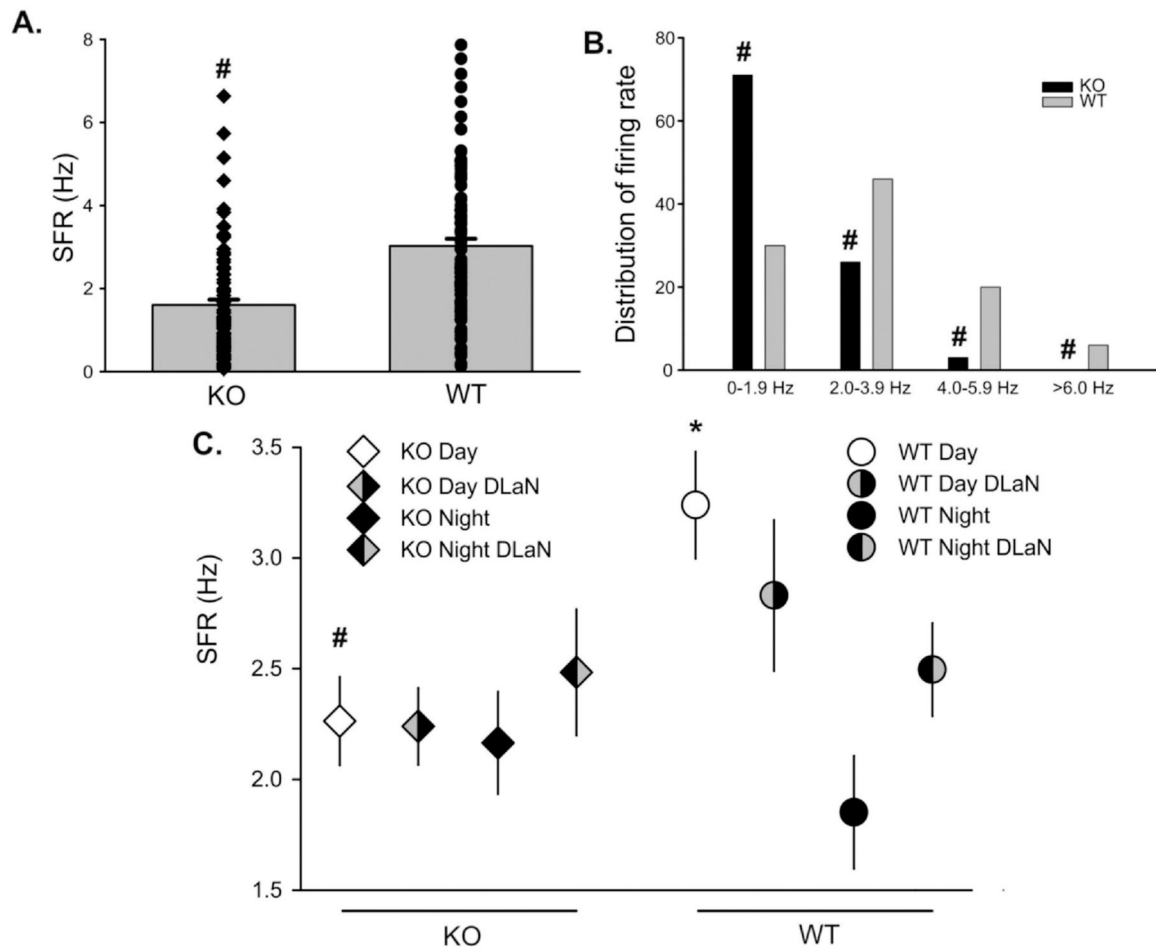 A.
SFR (Hz)
8
6
4
2
0
#
KO
WT
B.
Distribution of firing rate
80
60
40
20
0
#
#
#
#
KO
WT
0-1.9 Hz
2.0-3.9 Hz
4.0-5.9 Hz
>6.0 Hz
C.
SFR (Hz)
3.5
3.0
2.5
2.0
1.5
KO Day
KO Day DLaN
KO Night
KO Night DLaN
#
*
WT Day
WT Day DLaN
WT Night
WT Night DLaN
KO
WT